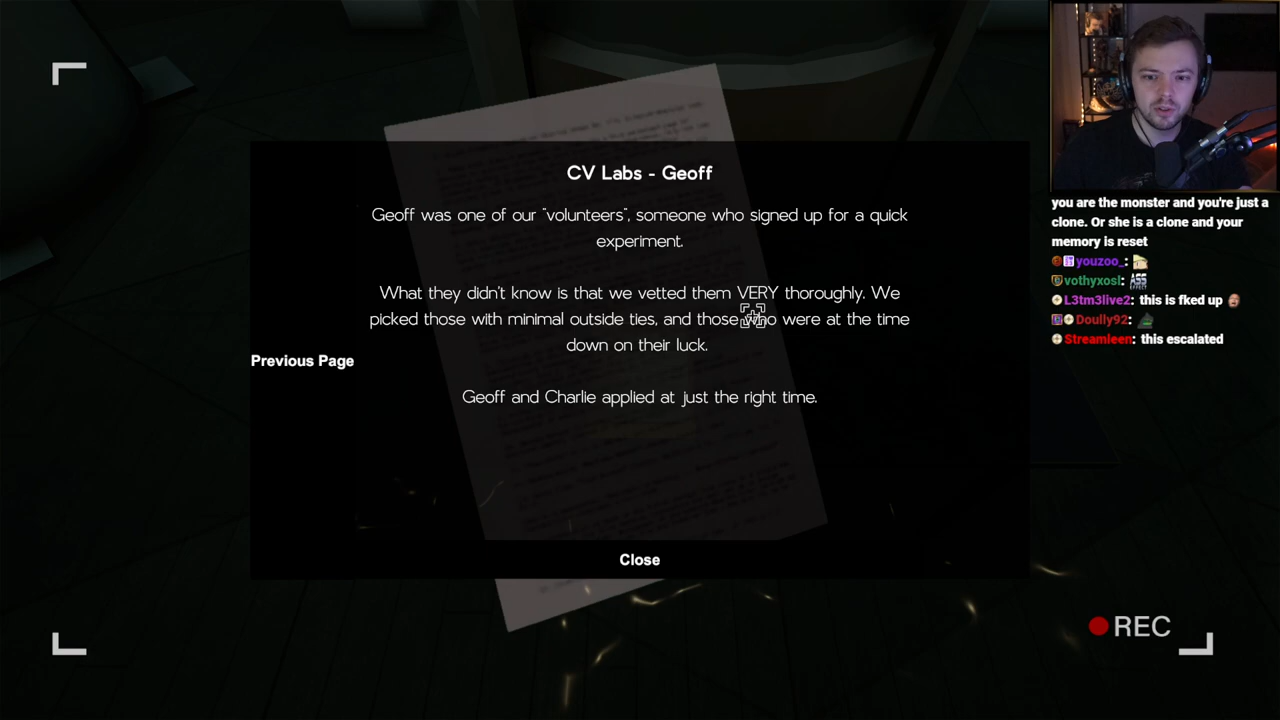 CV Labs - Geoff
Geoff was one of our "volunteers", someone who signed up for a quick
experiment.
What they didn't know is that we vetted them VERY thoroughly. We
picked those with minimal outside ties, and those who were at the time
down on their luck.
Geoff and Charlie applied at just the right time.
Previous Page
Close
REC
you are the monster and you're just a
clone. Or she is a clone and your
memory is reset
youzoo_:
vothyxosl: ASS
L3tm3live2: this is fked up
Doully92:
Streamleen: this escalated